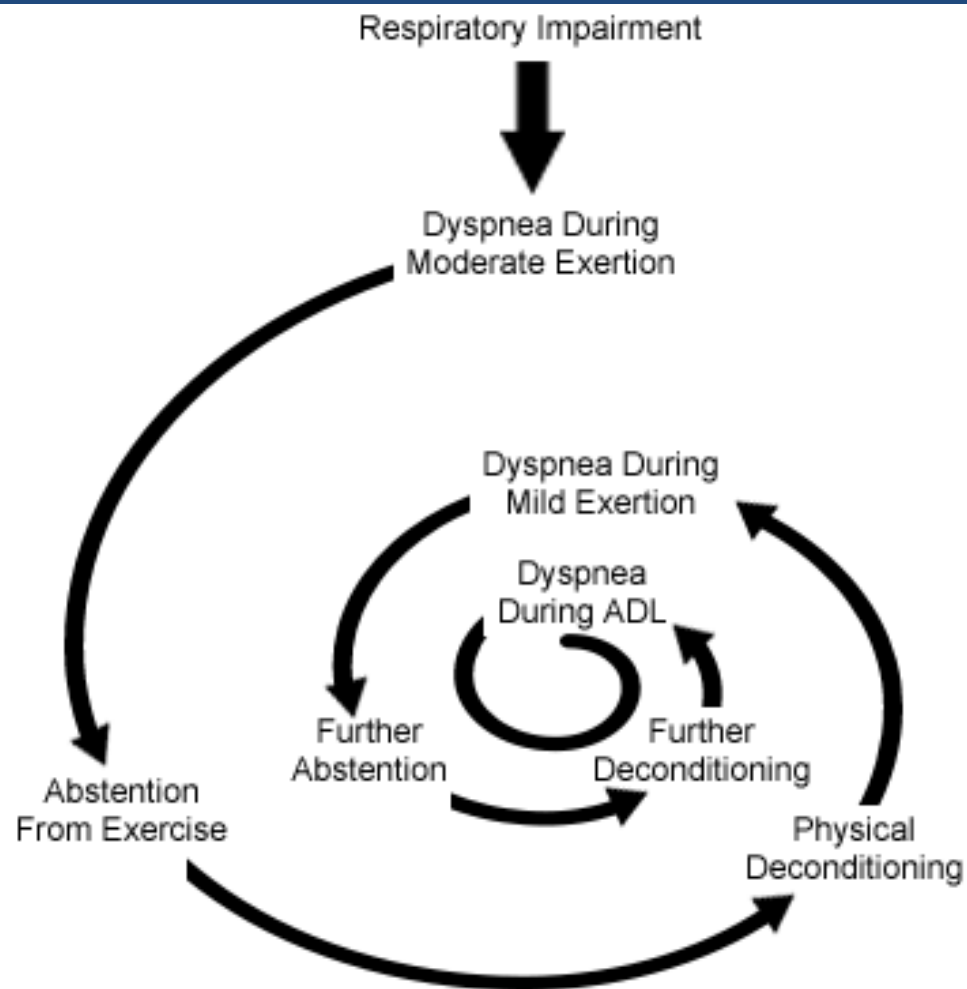 Respiratory Impairment
Dyspnea During
Moderate Exertion
Dyspnea During
Mild Exertion
Dyspnea
During ADL
Further
Abstention
Further
Deconditioning
Abstention
From Exercise
Physical
Deconditioning